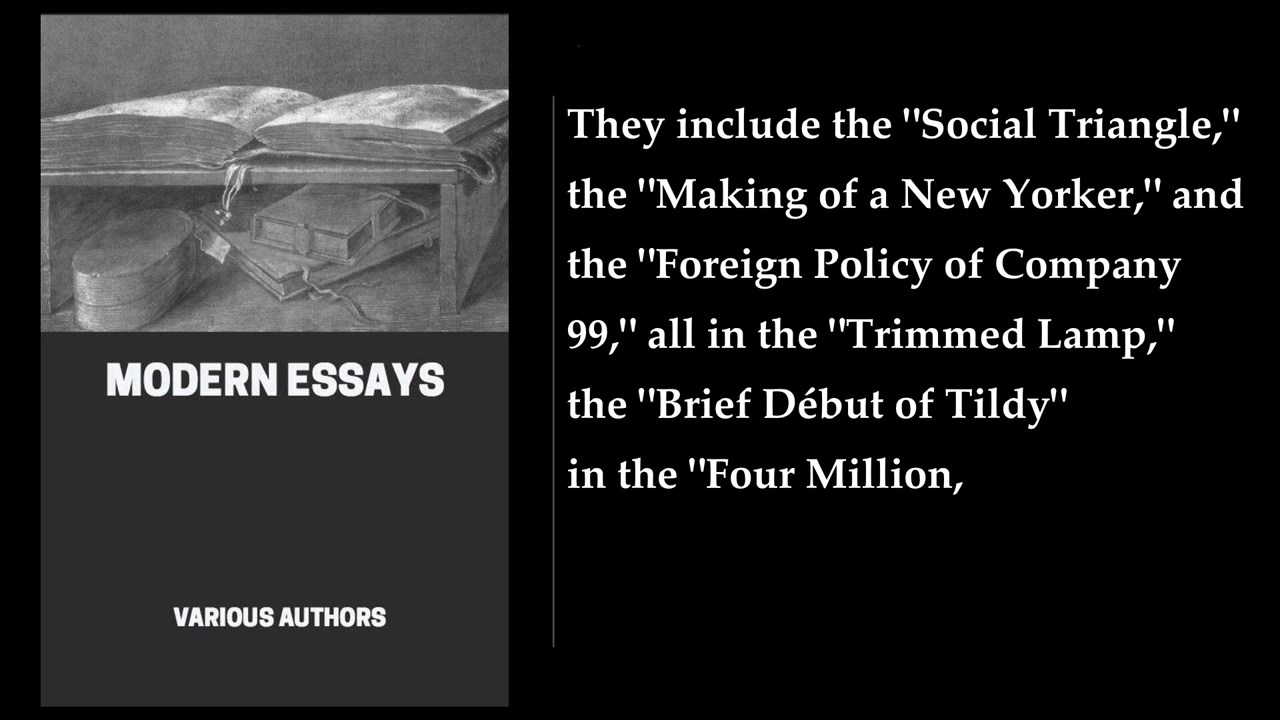 MODERN ESSAYS
VARIOUS AUTHORS
They include the "Social Triangle,"
the "Making of a New Yorker," and
the "Foreign Policy of Company
99," all in the "Trimmed Lamp,"
the "Brief Début of Tildy"
in the "Four Million,